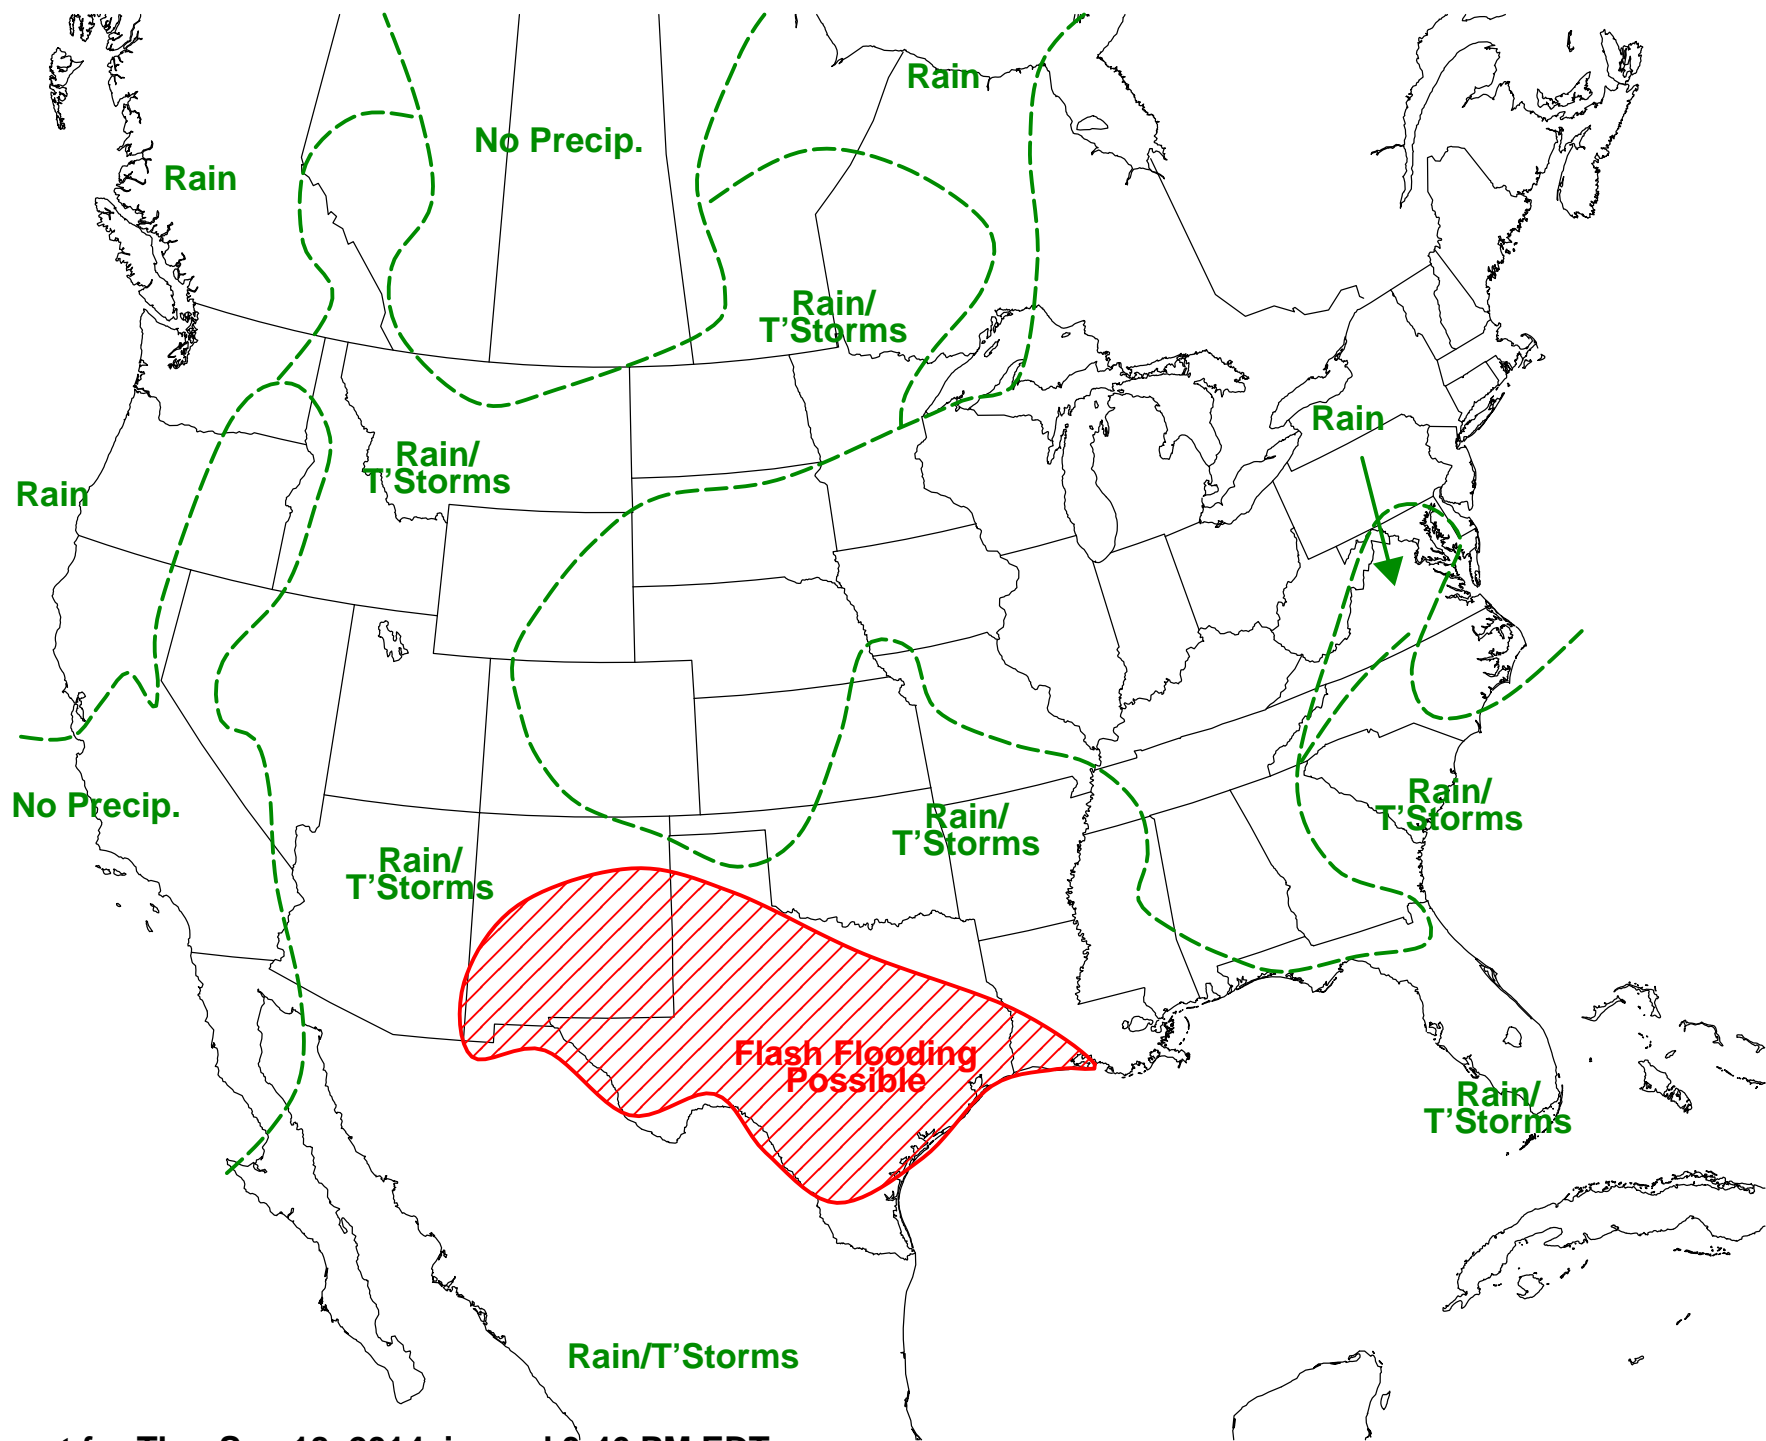 Rain
No Precip.
Rain
Rain/
T’Storms
Rain
Rain/
T’Storms
Rain
No Precip.
Rain/
T’Storms
Rain/
T’Storms
Rain/
T’Storms
Flash Flooding
Possible
Rain/
T’Storms
Rain/T’Storms